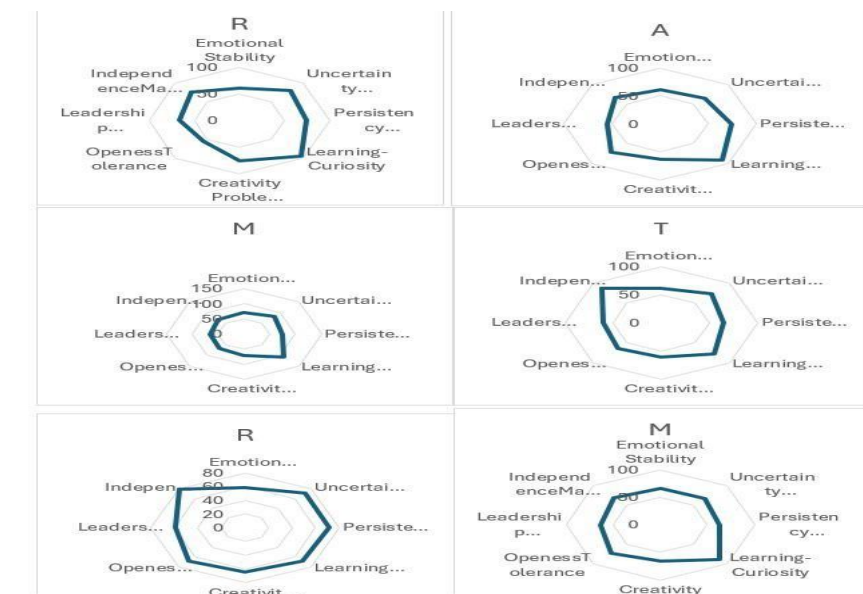 R
Emotional
Stability
100
50
0
Uncertain
ty...
Persisten
cy...
Learning-
Curiosity
Creativity
Proble...
OpenessT
olerance
Leadershi
p...
Independ
enceMa...
A
Emotion...
100
50
0
Uncertai...
Persiste...
Learning...
Creativit...
Openes...
Leaders...
Indepen...
M
Emotion...
150
100
50
0
Uncertai...
Persiste...
Learning...
Creativit...
Openes...
Leaders...
Indepen...
T
Emotion...
100
50
0
Uncertai...
Persiste...
Learning...
Creativit...
Openes...
Leaders...
Indepen...
R
Emotion...
80
60
40
20
0
Uncertai...
Persiste...
Learning...
Creativit...
Openes...
Leaders...
Indepen...
M
Emotional
Stability
100
50
0
Uncertain
ty...
Persisten
cy...
Learning-
Curiosity
Creativity
OpenessT
olerance
Leadershi
p...
Independ
enceMa...